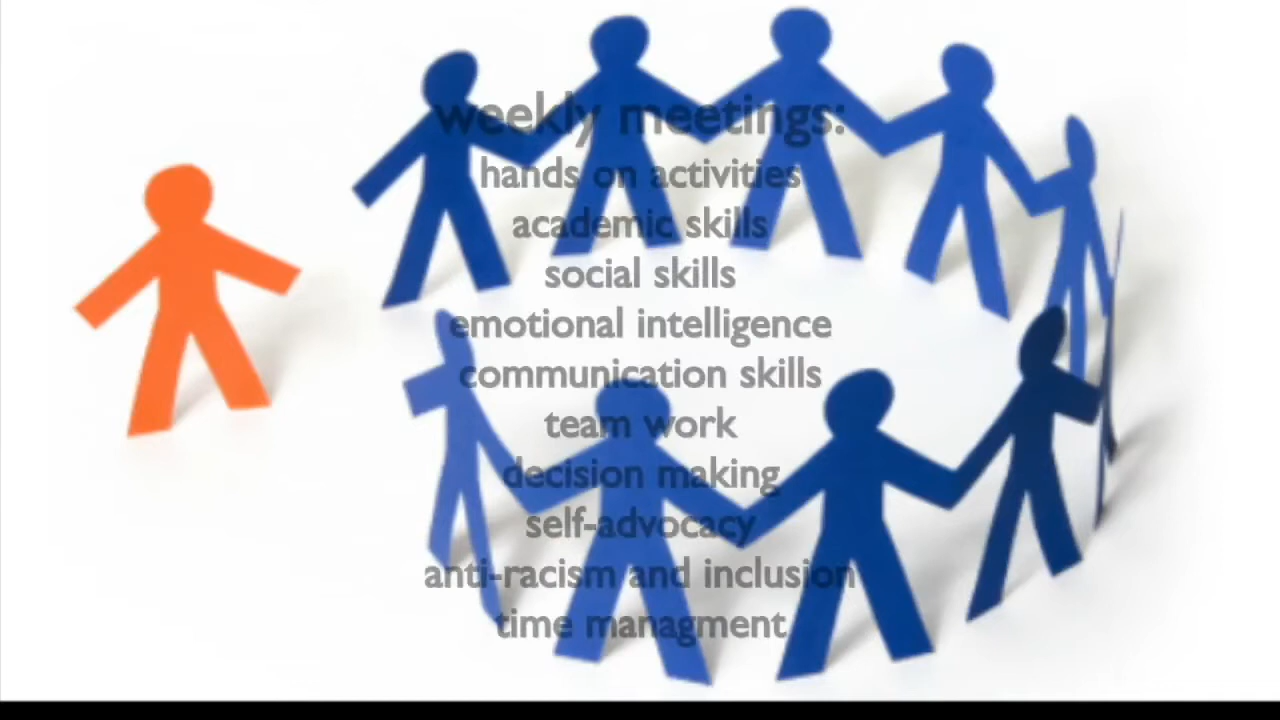 weekly meetings:
hands on activities
academic skills
social skills
emotional intelligence
communication skills
team work
decision making
self-advocacy
anti-racism and inclusion
time managment